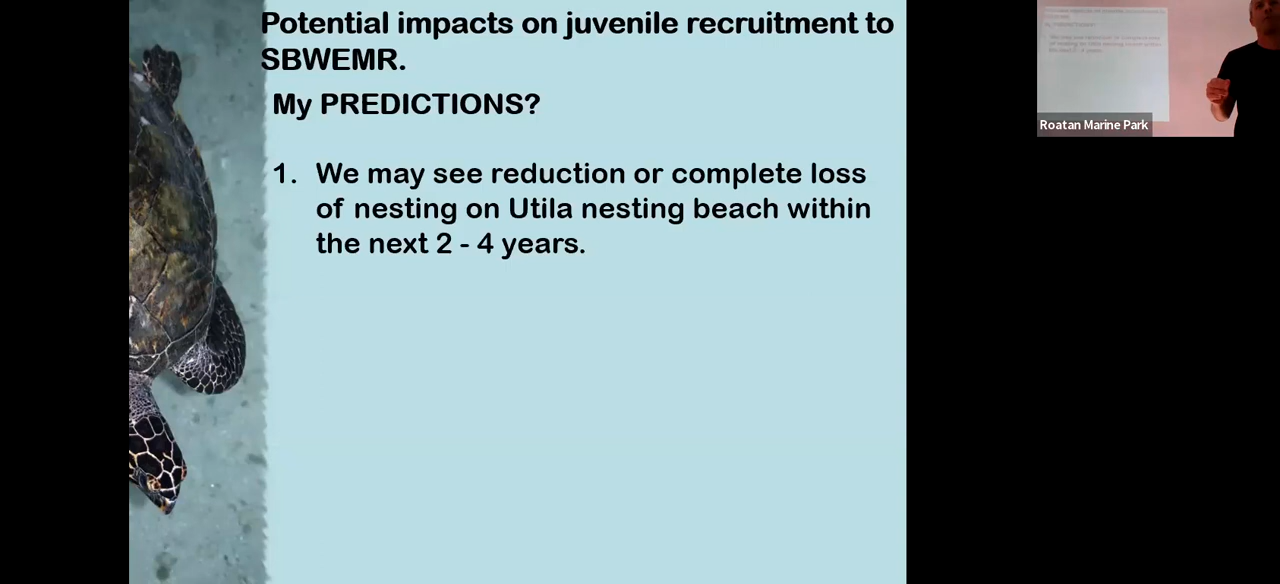 Potential impacts on juvenile recruitment to
SBWEMR.
My PREDICTIONS?
1. We may see reduction or complete loss
of nesting on Utila nesting beach within
the next 2 - 4 years.
Roatan Marine Park